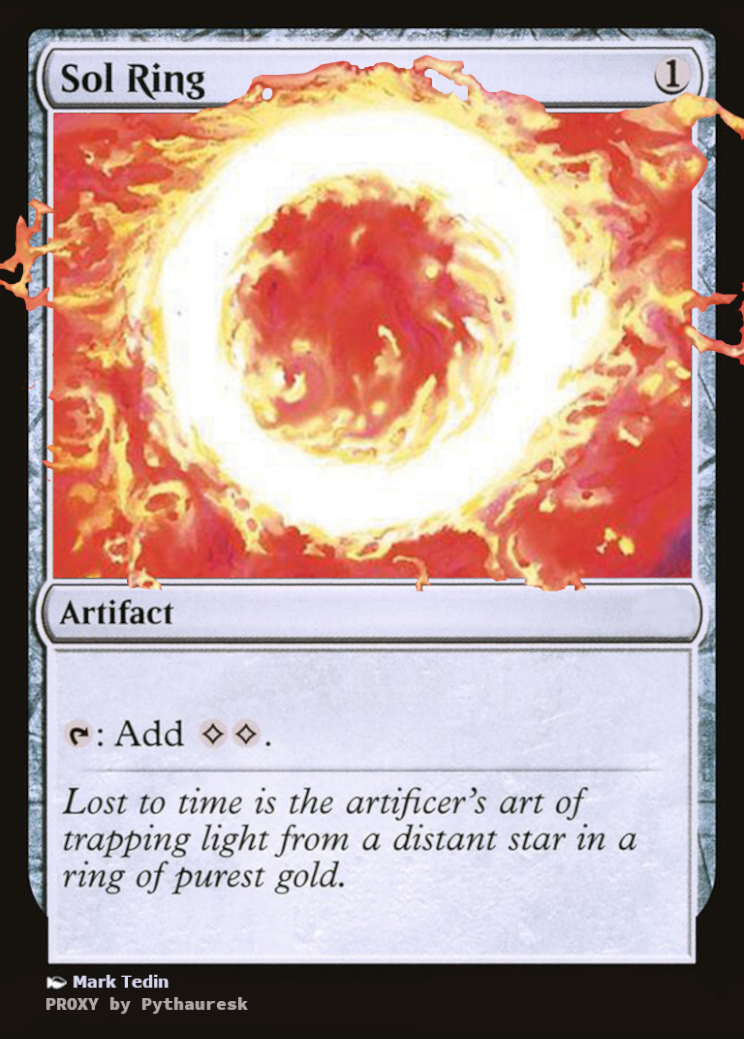 Sol Ring 1
Artifact
: Add .
Lost to time is the artificer's art of
trapping light from a distant star in a
ring of purest gold.
Mark Tedin
PROXY by Pythauresk